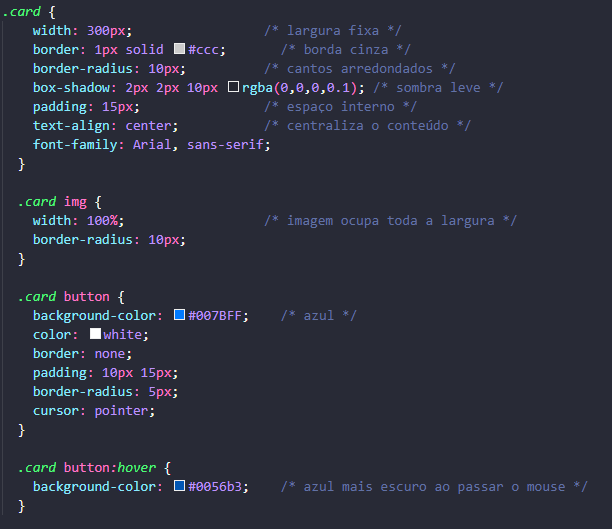 .card {
width: 300px; /* largura fixa */
border: 1px solid #ccc; /* borda cinza */
border-radius: 10px; /* cantos arredondados */
box-shadow: 2px 2px 10px rgba(0,0,0,0.1); /* sombra leve */
padding: 15px; /* espaço interno */
text-align: center; /* centraliza o conteúdo */
font-family: Arial, sans-serif;
}
.card img {
width: 100%; /* imagem ocupa toda a largura */
border-radius: 10px;
}
.card button {
background-color: #007BFF; /* azul */
color: white;
border: none;
padding: 10px 15px;
border-radius: 5px;
cursor: pointer;
}
.card button:hover {
background-color: #0056b3; /* azul mais escuro ao passar o mouse */
}